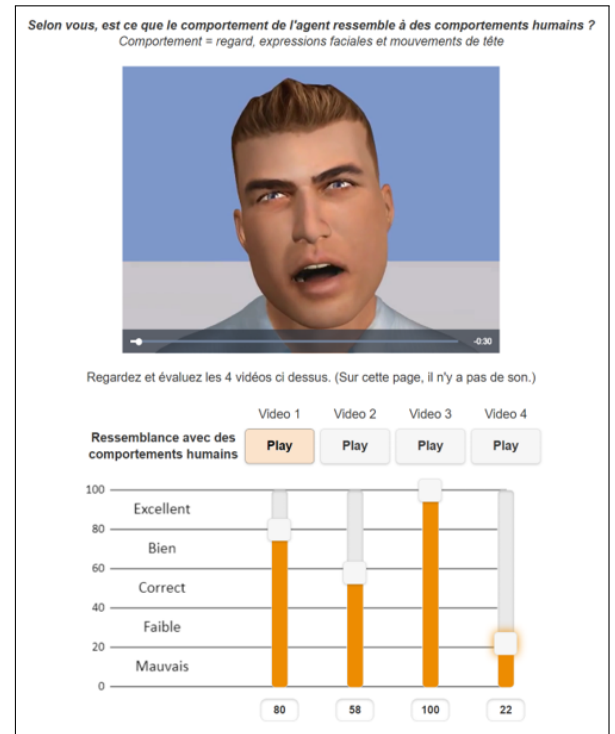 Selon vous, est ce que le comportement de l'agent ressemble à des comportements humains ?
Comportement = regard, expressions faciales et mouvements de tête
-0:30
Regardez et évaluez les 4 vidéos ci dessus. (Sur cette page, il n'y a pas de son.)
Video 1 Video 2 Video 3 Video 4
Ressemblance avec des
comportements humains
Play Play Play Play
100
Excellent
80
Bien
60
Correct
40
Faible
20
Mauvais
0
80 58 100 22